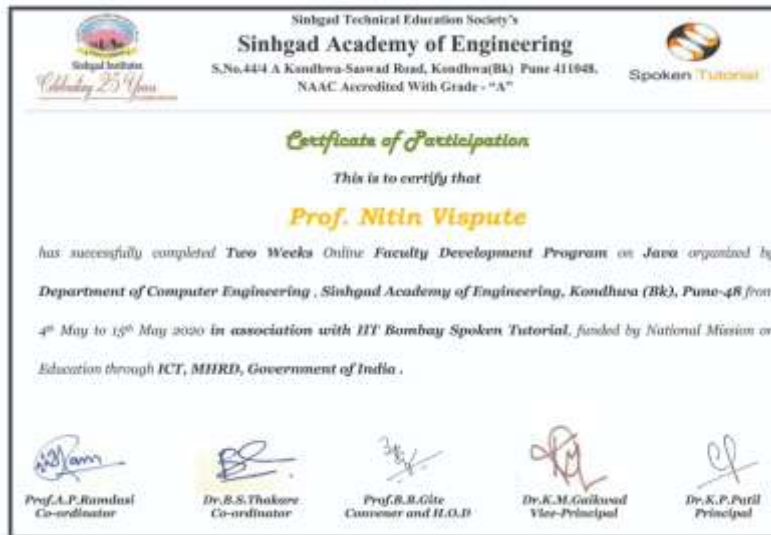 Sinhgad Technical Education Society's
Sinhgad Academy of Engineering
S.No.44/4 A Kondhwa-Saswad Road, Kondhwa(Bk) Pune 411048.
NAAC Accredited With Grade - "A"
Sinhgad Institutes
Celebrating 25 Years
Spoken Tutorial
Certficate of Participation
This is to certify that
Prof. Nitin Vispute
has successfully completed Two Weeks Online Faculty Development Program on Java organized by
Department of Computer Engineering , Sinhgad Academy of Engineering, Kondhwa (Bk), Pune-48 from
4th May to 15th May 2020 in association with IIT Bombay Spoken Tutorial, funded by National Mission on
Education through ICT, MHRD, Government of India .
Prof.A.P.Ramdasi
Co-ordinator
Dr.B.S.Thakare
Co-ordinator
Prof.B.B.Gite
Convener and H.O.D
Dr.K.M.Gaikwad
Vice-Principal
Dr.K.P.Patil
Principal